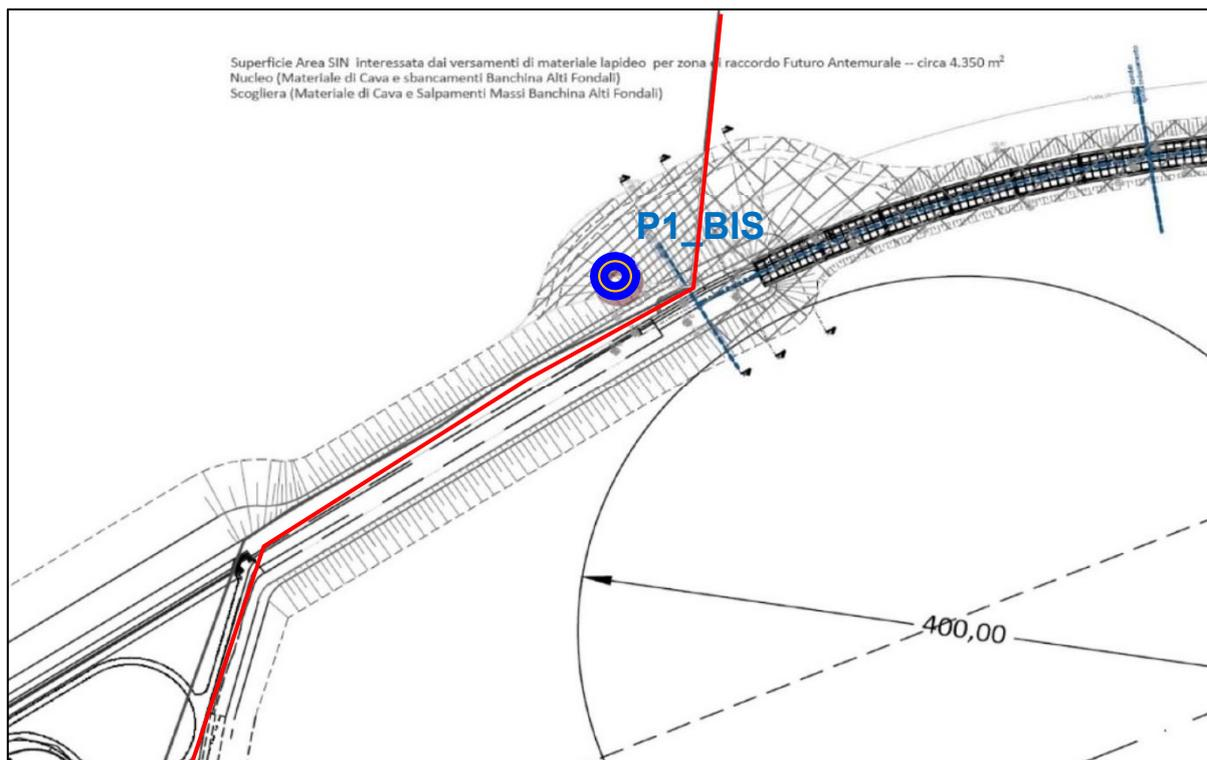 Superficie Area SIN interessata dai versamenti di materiale lapideo per zona di raccordo Futuro Antemurale -- circa 4.350 m²
Nucleo (Materiale di Cava e sbancamenti Banchina Alti Fondali)
Scogliera (Materiale di Cava e Salpamenti Massi Banchina Alti Fondali)
P1_BIS
400,00